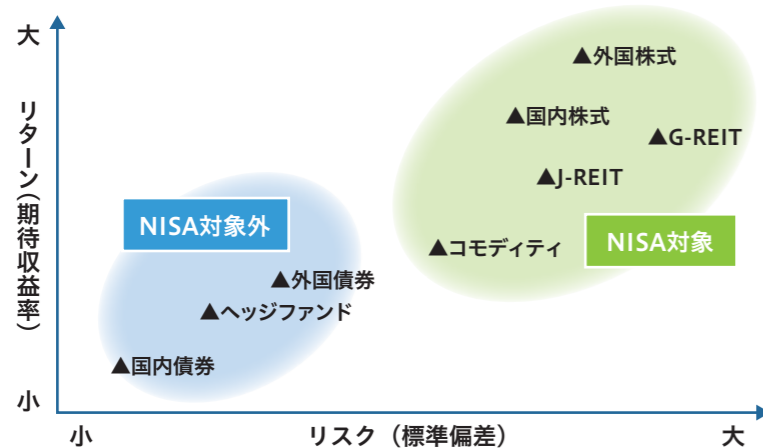 大
リターン(期待収益率)
小
▲外国株式
▲国内株式
▲G-REIT
▲J-REIT
NISA対象外
NISA対象
▲コモディティ
▲外国債券
▲ヘッジファンド
▲国内債券
小
リスク（標準偏差）
大